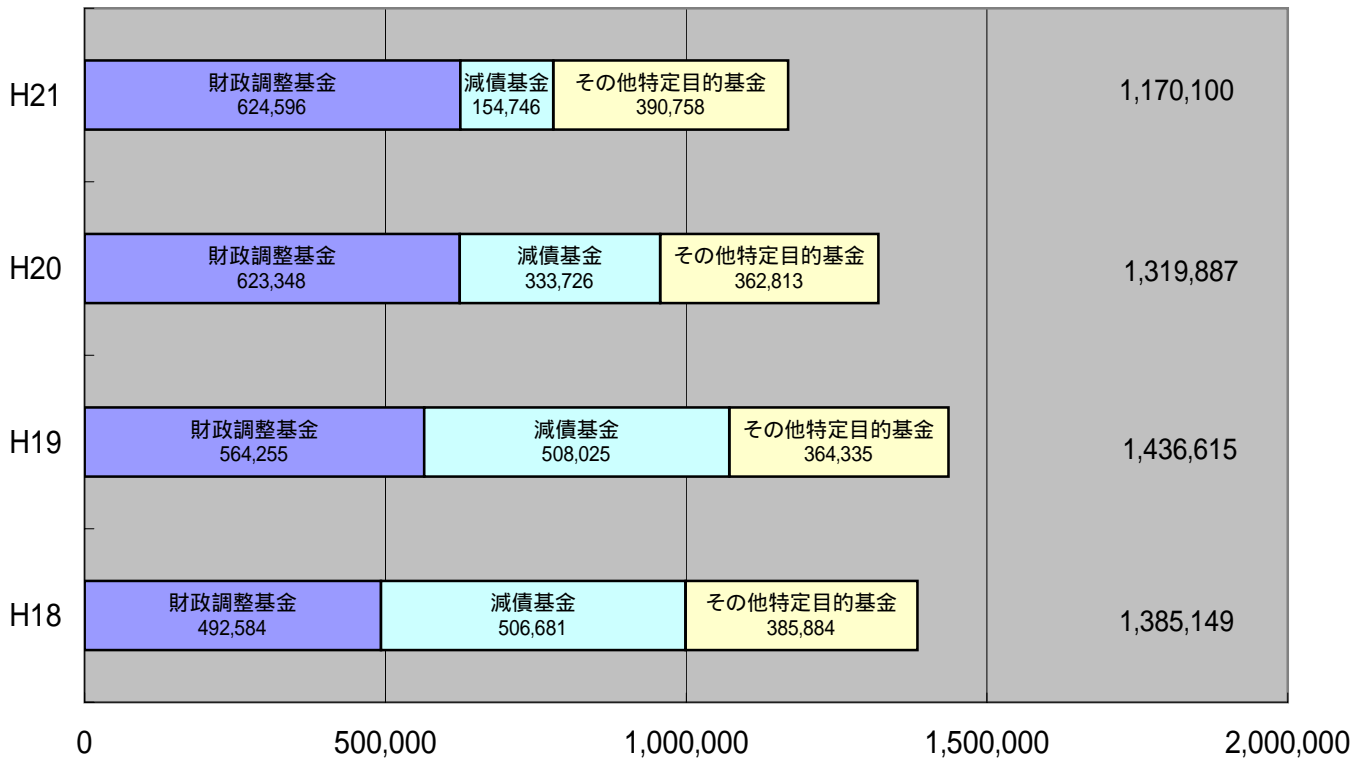 H21
財政調整基金
624,596
減債基金
154,746
その他特定目的基金
390,758
1,170,100
H20
財政調整基金
623,348
減債基金
333,726
その他特定目的基金
362,813
1,319,887
H19
財政調整基金
564,255
減債基金
508,025
その他特定目的基金
364,335
1,436,615
H18
財政調整基金
492,584
減債基金
506,681
その他特定目的基金
385,884
1,385,149
0
500,000
1,000,000
1,500,000
2,000,000